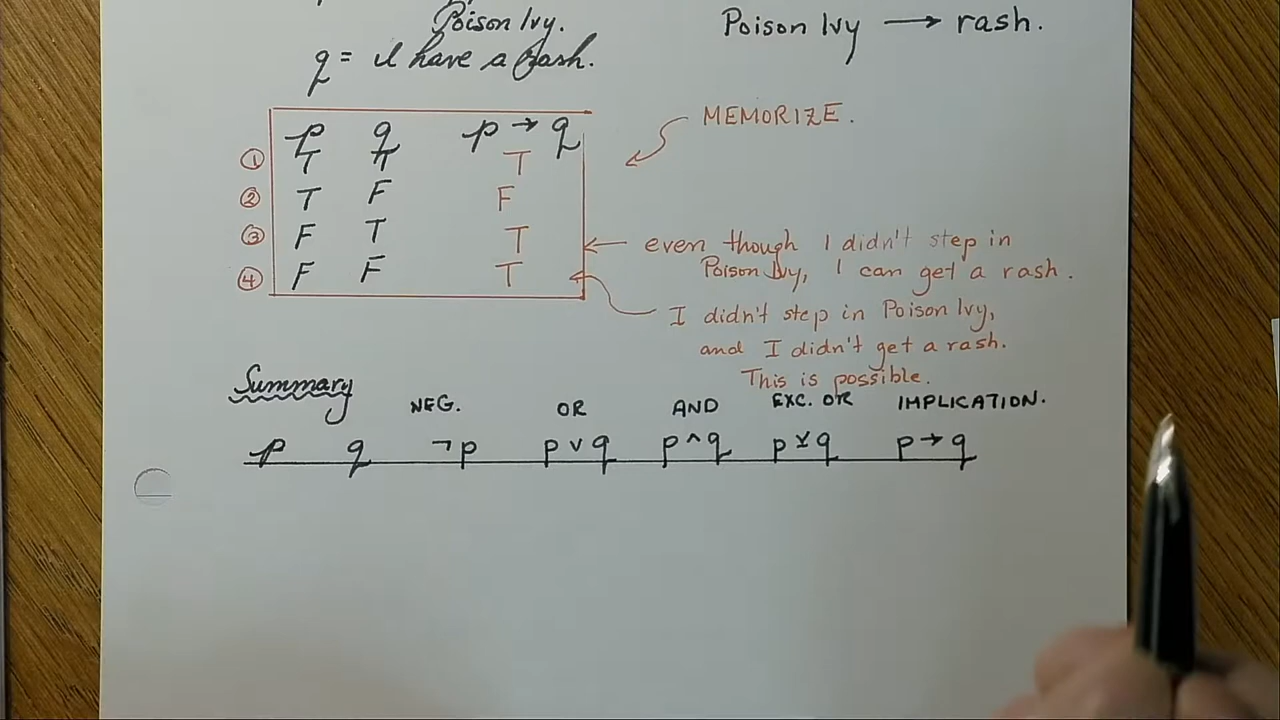 Poison Ivy.
Poison Ivy → rash.
q = I have a rash.
p q p → q
① T T T
② T F F
③ F T T
④ F F T
MEMORIZE.
even though I didn't step in
Poison Ivy, I can get a rash.
I didn't step in Poison Ivy,
and I didn't get a rash.
This is possible.
Summary
NEG. OR AND EXC. OR IMPLICATION.
p q ¬p p ∨ q p ∧ q p ⊻ q p → q